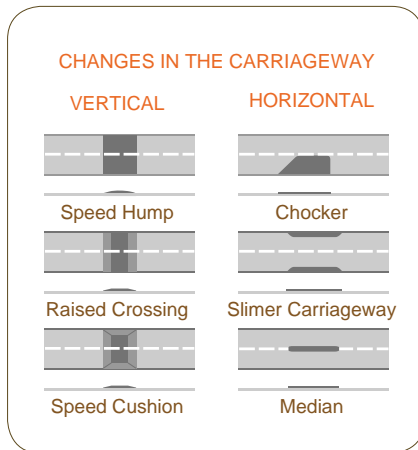 CHANGES IN THE CARRIAGEWAY
VERTICAL
HORIZONTAL
Speed Hump
Chocker
Raised Crossing
Slimer Carriageway
Speed Cushion
Median